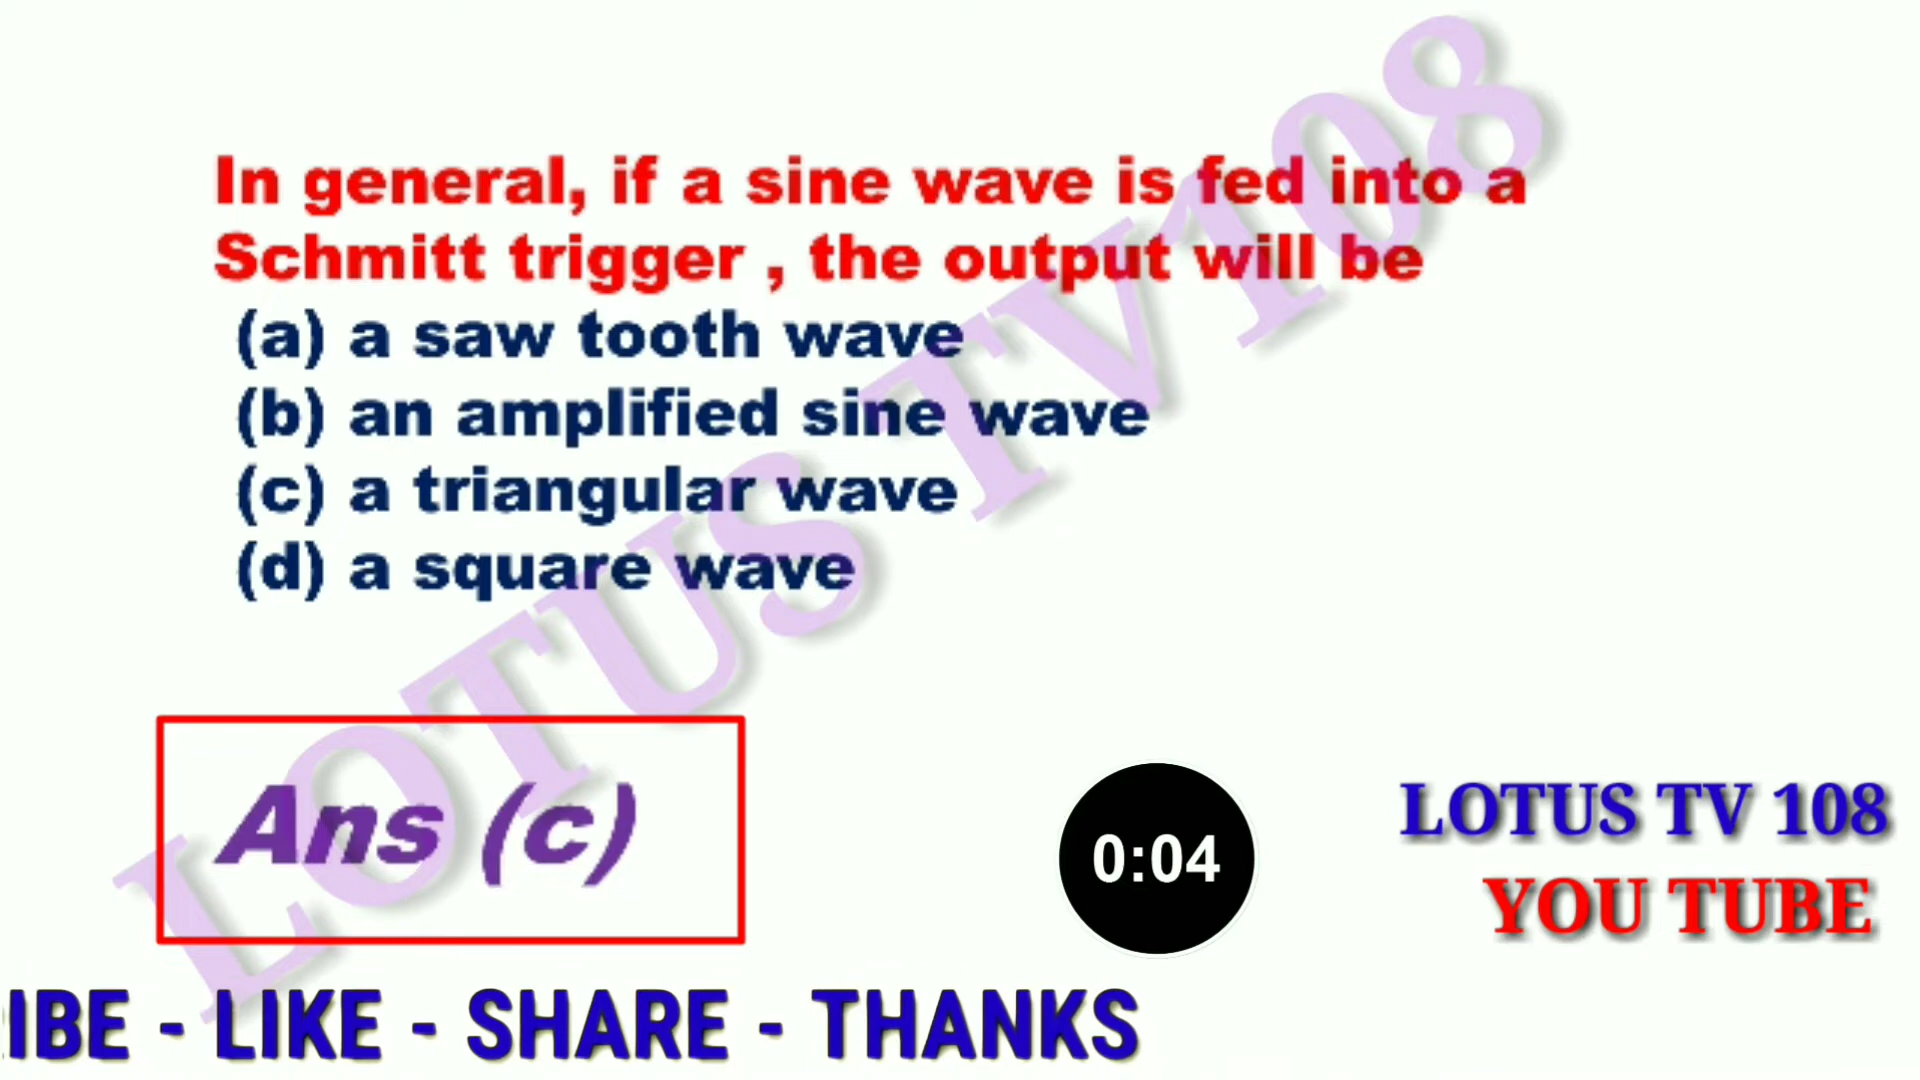 In general, if a sine wave is fed into a
Schmitt trigger , the output will be
(a) a saw tooth wave
(b) an amplified sine wave
(c) a triangular wave
(d) a square wave
LOTUS TV108
Ans (c)
0:04
LOTUS TV 108
YOU TUBE
IBE - LIKE - SHARE - THANKS